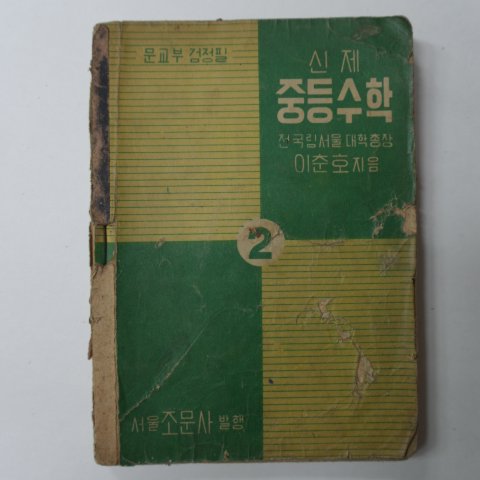 문교부 검정필
신제
중등수학
전국립서울대학총장
이춘호 지음
2
서울 조문사 발행